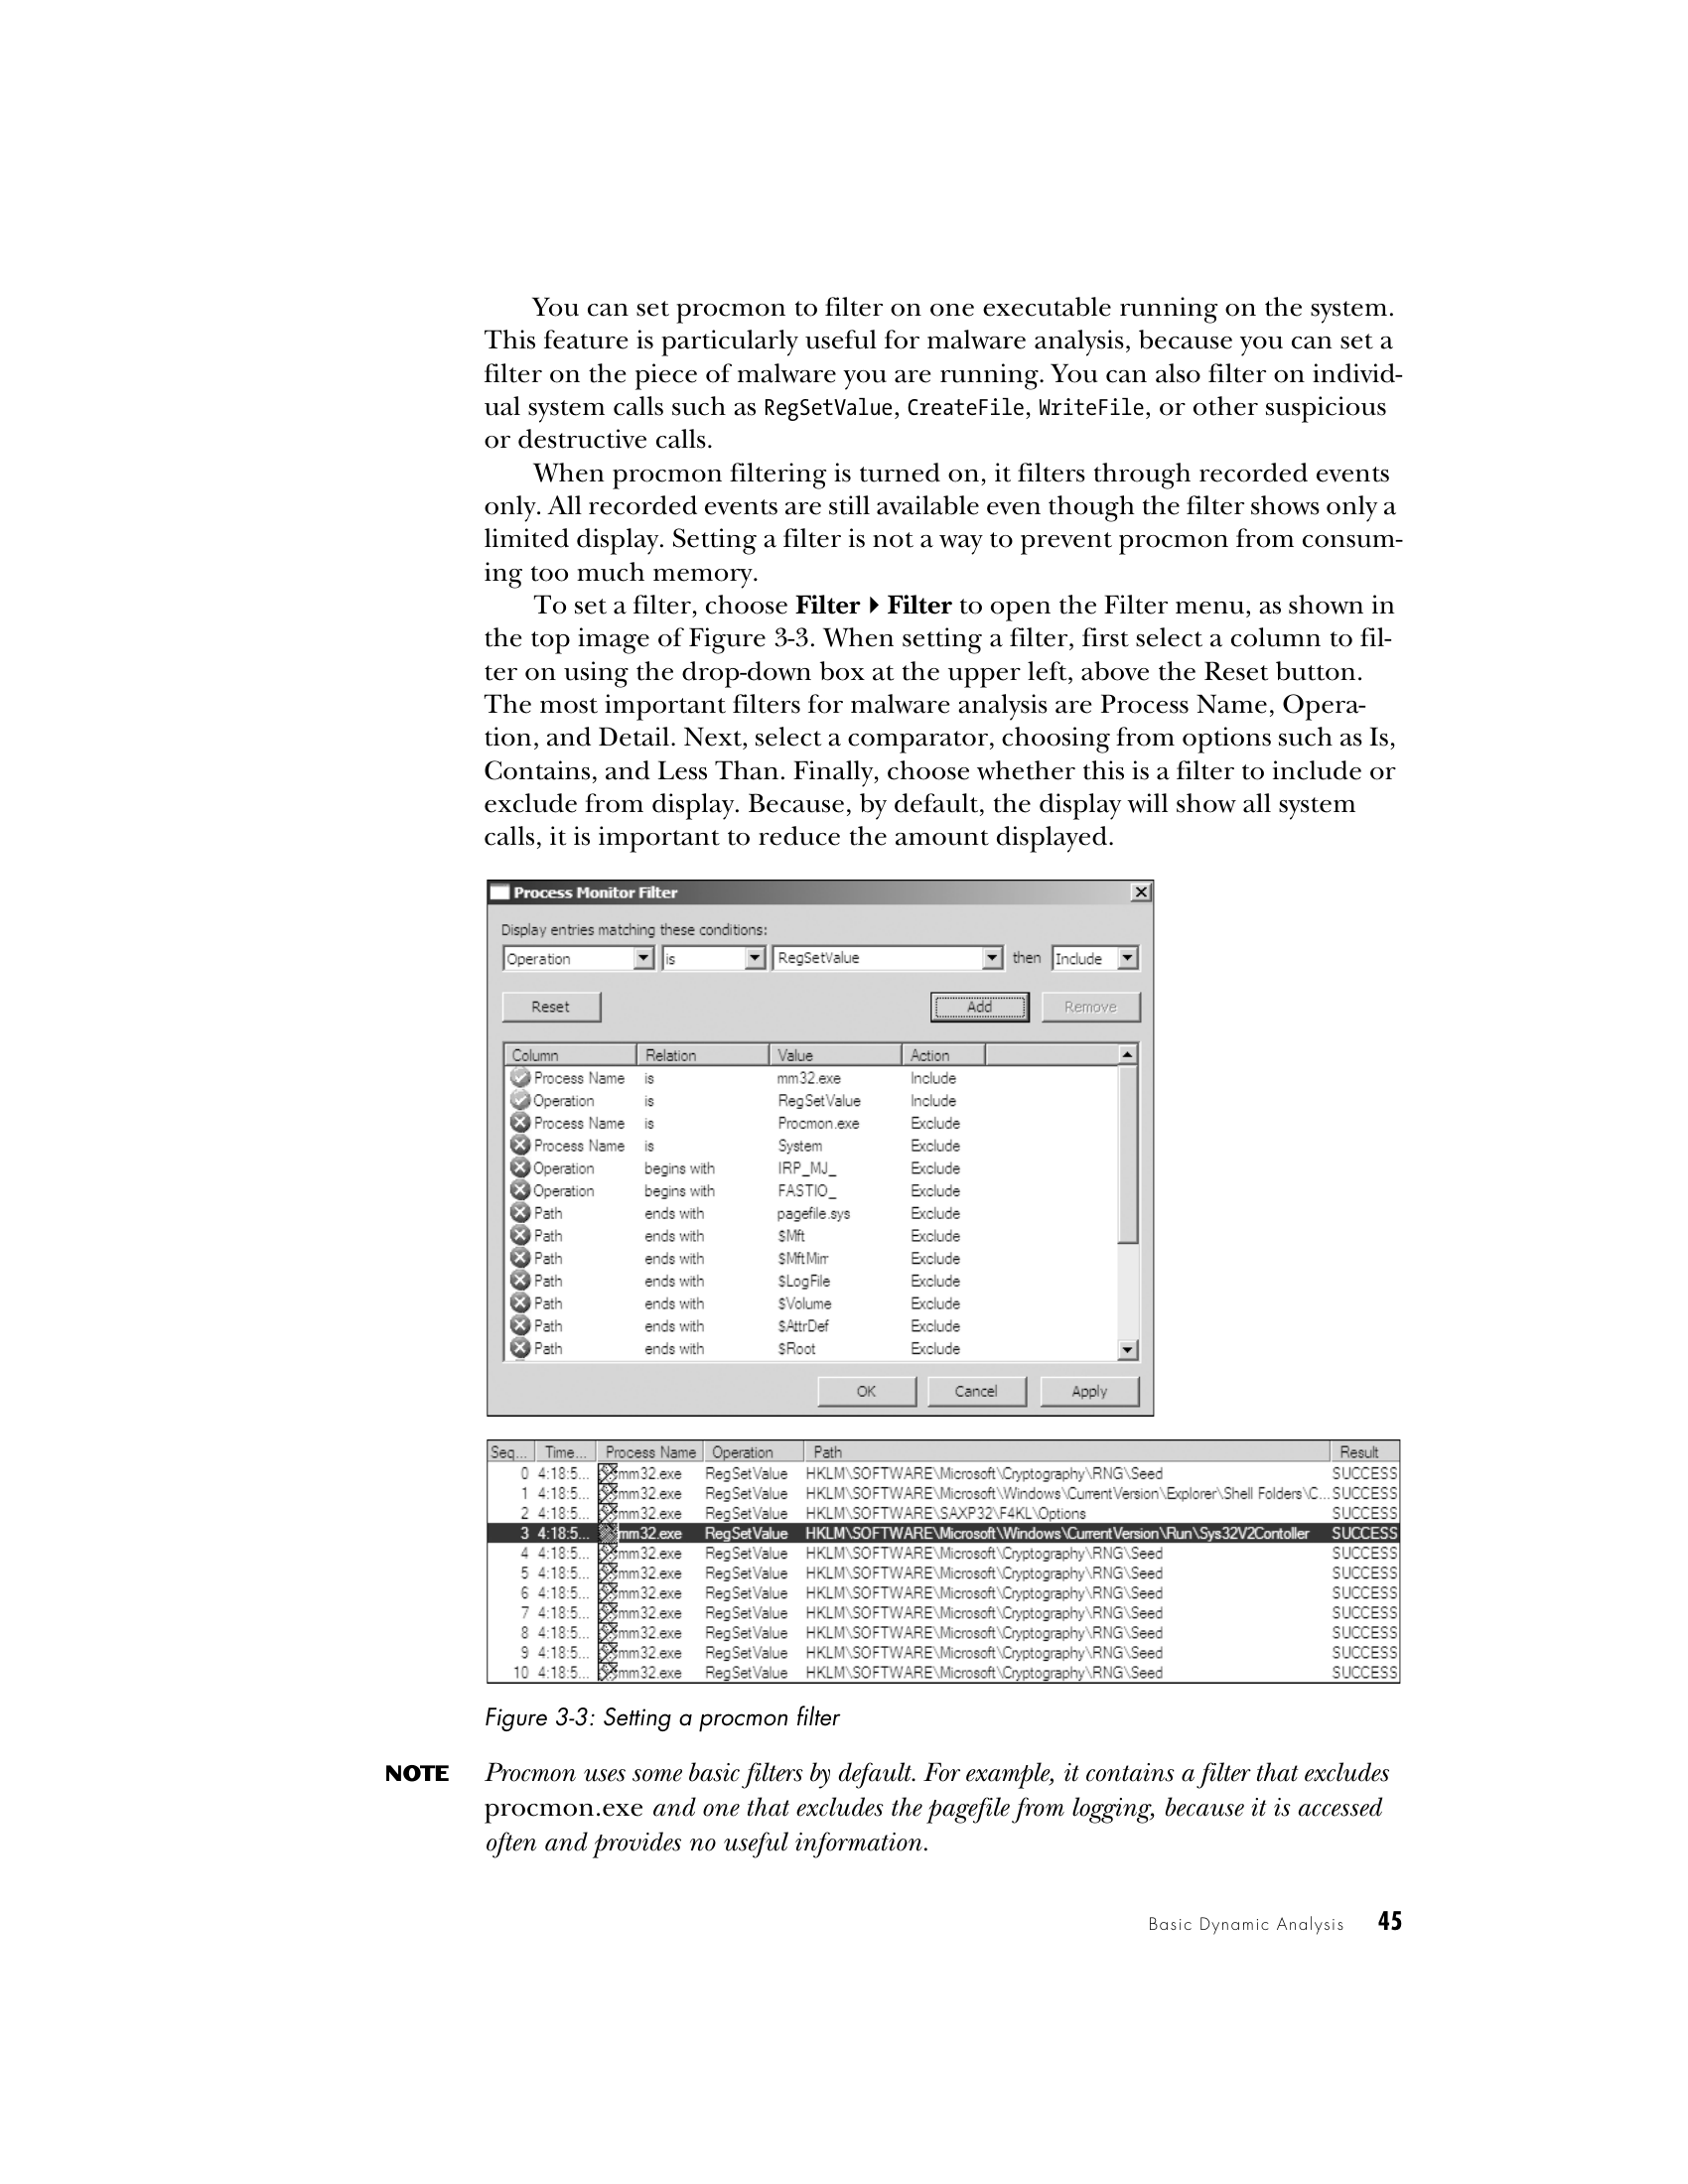 You can set procmon to filter on one executable running on the system.
This feature is particularly useful for malware analysis, because you can set a
filter on the piece of malware you are running. You can also filter on individ-
ual system calls such as RegSetValue, CreateFile, WriteFile, or other suspicious
or destructive calls.
When procmon filtering is turned on, it filters through recorded events
only. All recorded events are still available even though the filter shows only a
limited display. Setting a filter is not a way to prevent procmon from consum-
ing too much memory.
To set a filter, choose Filter ▸ Filter to open the Filter menu, as shown in
the top image of Figure 3-3. When setting a filter, first select a column to fil-
ter on using the drop-down box at the upper left, above the Reset button.
The most important filters for malware analysis are Process Name, Opera-
tion, and Detail. Next, select a comparator, choosing from options such as Is,
Contains, and Less Than. Finally, choose whether this is a filter to include or
exclude from display. Because, by default, the display will show all system
calls, it is important to reduce the amount displayed.
Process Monitor Filter
Display entries matching these conditions:
Operation is RegSetValue then Include
Reset Add Remove
Column Relation Value Action
Process Name is mm32.exe Include
Operation is RegSetValue Include
Process Name is Procmon.exe Exclude
Process Name is System Exclude
Operation begins with IRP_MJ_ Exclude
Operation begins with FASTIO_ Exclude
Path ends with pagefile.sys Exclude
Path ends with $Mft Exclude
Path ends with $MftMirr Exclude
Path ends with $LogFile Exclude
Path ends with $Volume Exclude
Path ends with $AttrDef Exclude
Path ends with $Root Exclude
OK Cancel Apply
Seq... Time... Process Name Operation Path Result
0 4:18:5... mm32.exe RegSetValue HKLM\SOFTWARE\Microsoft\Cryptography\RNG\Seed SUCCESS
1 4:18:5... mm32.exe RegSetValue HKLM\SOFTWARE\Microsoft\Windows\CurrentVersion\Explorer\Shell Folders\C... SUCCESS
2 4:18:5... mm32.exe RegSetValue HKLM\SOFTWARE\SAXP32\F4KL\Options SUCCESS
3 4:18:5... mm32.exe RegSetValue HKLM\SOFTWARE\Microsoft\Windows\CurrentVersion\Run\Sys32V2Contoller SUCCESS
4 4:18:5... mm32.exe RegSetValue HKLM\SOFTWARE\Microsoft\Cryptography\RNG\Seed SUCCESS
5 4:18:5... mm32.exe RegSetValue HKLM\SOFTWARE\Microsoft\Cryptography\RNG\Seed SUCCESS
6 4:18:5... mm32.exe RegSetValue HKLM\SOFTWARE\Microsoft\Cryptography\RNG\Seed SUCCESS
7 4:18:5... mm32.exe RegSetValue HKLM\SOFTWARE\Microsoft\Cryptography\RNG\Seed SUCCESS
8 4:18:5... mm32.exe RegSetValue HKLM\SOFTWARE\Microsoft\Cryptography\RNG\Seed SUCCESS
9 4:18:5... mm32.exe RegSetValue HKLM\SOFTWARE\Microsoft\Cryptography\RNG\Seed SUCCESS
10 4:18:5... mm32.exe RegSetValue HKLM\SOFTWARE\Microsoft\Cryptography\RNG\Seed SUCCESS
Figure 3-3: Setting a procmon filter
NOTE Procmon uses some basic filters by default. For example, it contains a filter that excludes
procmon.exe and one that excludes the pagefile from logging, because it is accessed
often and provides no useful information.
Basic Dynamic Analysis 45